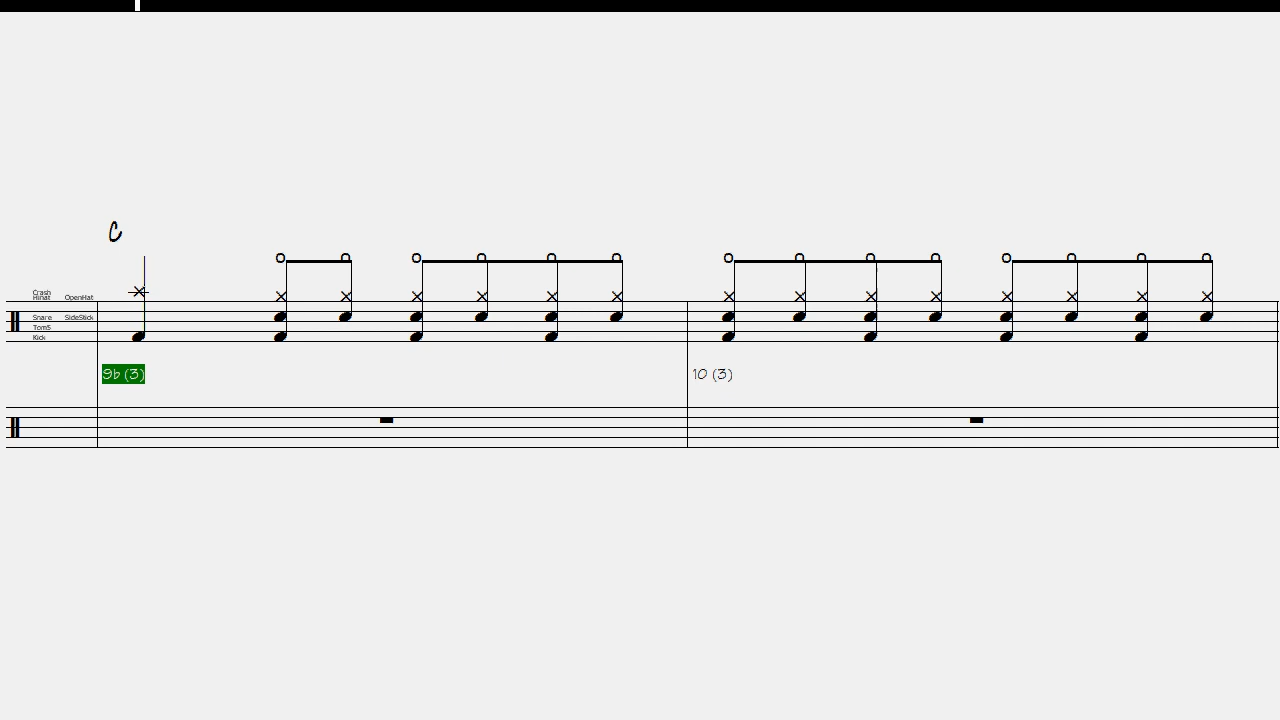 C
Crash
HiHat OpenHat
Snare SideStick
Tom5
Kick
9b (3) 10 (3)